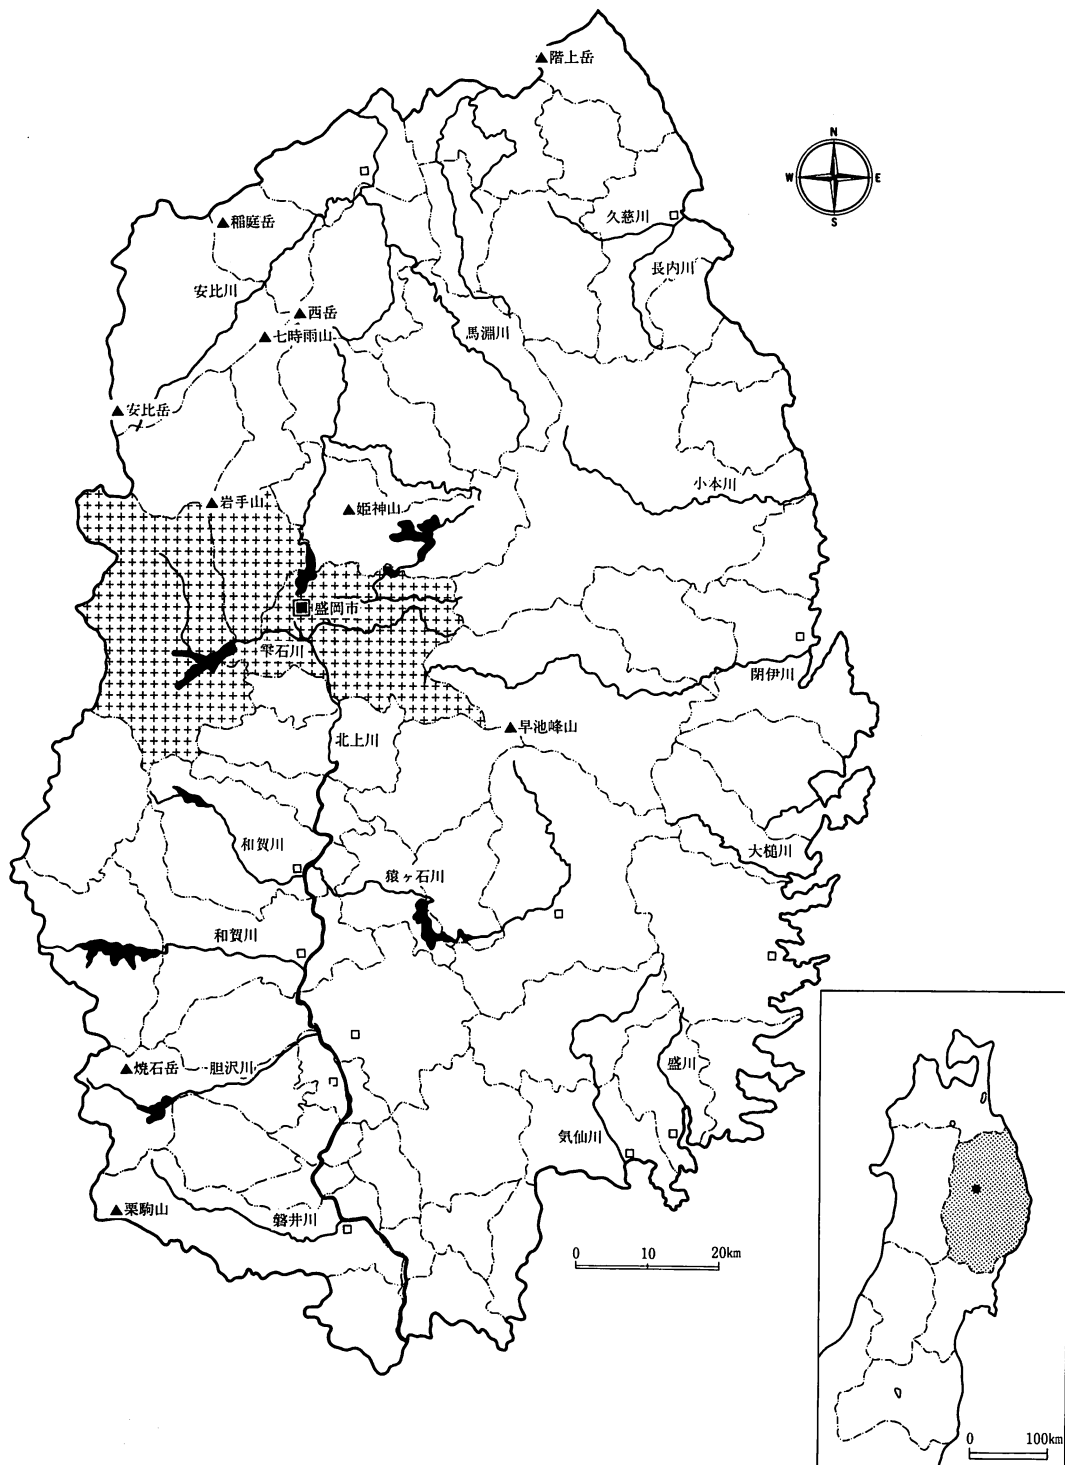 ▲階上岳
N
W E
S
久慈川
▲稲庭岳
長内川
安比川
▲西岳
▲七時雨山
馬淵川
▲安比岳
小本川
▲岩手山
▲姫神山
盛岡市
雫石川
閉伊川
▲早池峰山
北上川
和賀川
大槌川
猿ヶ石川
和賀川
▲焼石岳
胆沢川
盛川
気仙川
▲栗駒山
磐井川
0 10 20km
0 100km